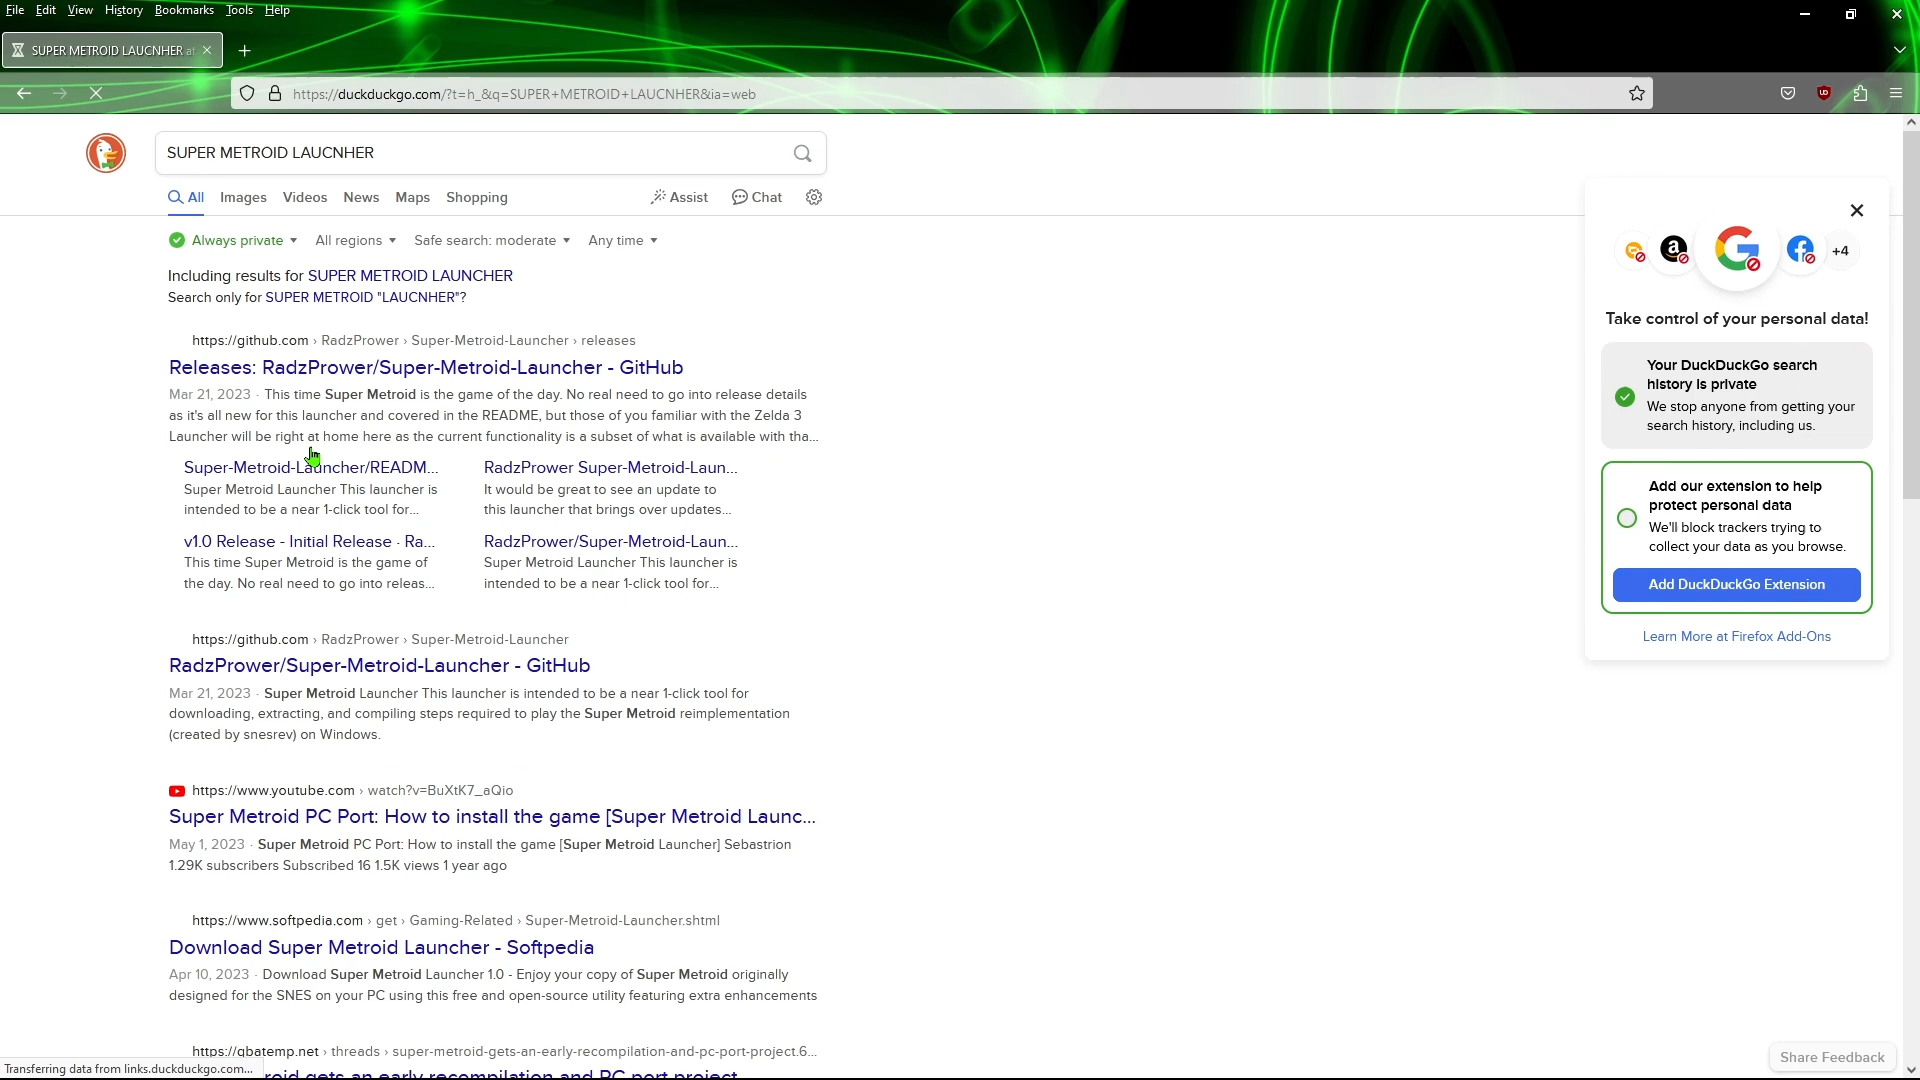 File Edit View History Bookmarks Tools Help
SUPER METROID LAUCNHER at
https://duckduckgo.com/?t=h_&q=SUPER+METROID+LAUCNHER&ia=web
SUPER METROID LAUCNHER
All Images Videos News Maps Shopping Assist Chat
Always private All regions Safe search: moderate Any time
Including results for SUPER METROID LAUNCHER
Search only for SUPER METROID "LAUCNHER"?
https://github.com › RadzPrower › Super-Metroid-Launcher › releases
Releases: RadzPrower/Super-Metroid-Launcher - GitHub
Mar 21, 2023 · This time Super Metroid is the game of the day. No real need to go into release details
as it's all new for this launcher and covered in the README, but those of you familiar with the Zelda 3
Launcher will be right at home here as the current functionality is a subset of what is available with tha...
Super-Metroid-Launcher/READM...
Super Metroid Launcher This launcher is
intended to be a near 1-click tool for...
RadzPrower Super-Metroid-Laun...
It would be great to see an update to
this launcher that brings over updates...
v1.0 Release - Initial Release · Ra...
This time Super Metroid is the game of
the day. No real need to go into releas...
RadzPrower/Super-Metroid-Laun...
Super Metroid Launcher This launcher is
intended to be a near 1-click tool for...
https://github.com › RadzPrower › Super-Metroid-Launcher
RadzPrower/Super-Metroid-Launcher - GitHub
Mar 21, 2023 · Super Metroid Launcher This launcher is intended to be a near 1-click tool for
downloading, extracting, and compiling steps required to play the Super Metroid reimplementation
(created by snesrev) on Windows.
https://www.youtube.com › watch?v=BuXtK7_aQio
Super Metroid PC Port: How to install the game [Super Metroid Launc...
May 1, 2023 · Super Metroid PC Port: How to install the game [Super Metroid Launcher] Sebastrion
1.29K subscribers Subscribed 16 1.5K views 1 year ago
https://www.softpedia.com › get › Gaming-Related › Super-Metroid-Launcher.shtml
Download Super Metroid Launcher - Softpedia
Apr 10, 2023 · Download Super Metroid Launcher 1.0 - Enjoy your copy of Super Metroid originally
designed for the SNES on your PC using this free and open-source utility featuring extra enhancements
https://gbatemp.net › threads › super-metroid-gets-an-early-recompilation-and-pc-port-project.6...
roid gets an early recompilation and PC port project
Transferring data from links.duckduckgo.com...
+4
Take control of your personal data!
Your DuckDuckGo search
history is private
We stop anyone from getting your
search history, including us.
Add our extension to help
protect personal data
We'll block trackers trying to
collect your data as you browse.
Add DuckDuckGo Extension
Learn More at Firefox Add-Ons
Share Feedback